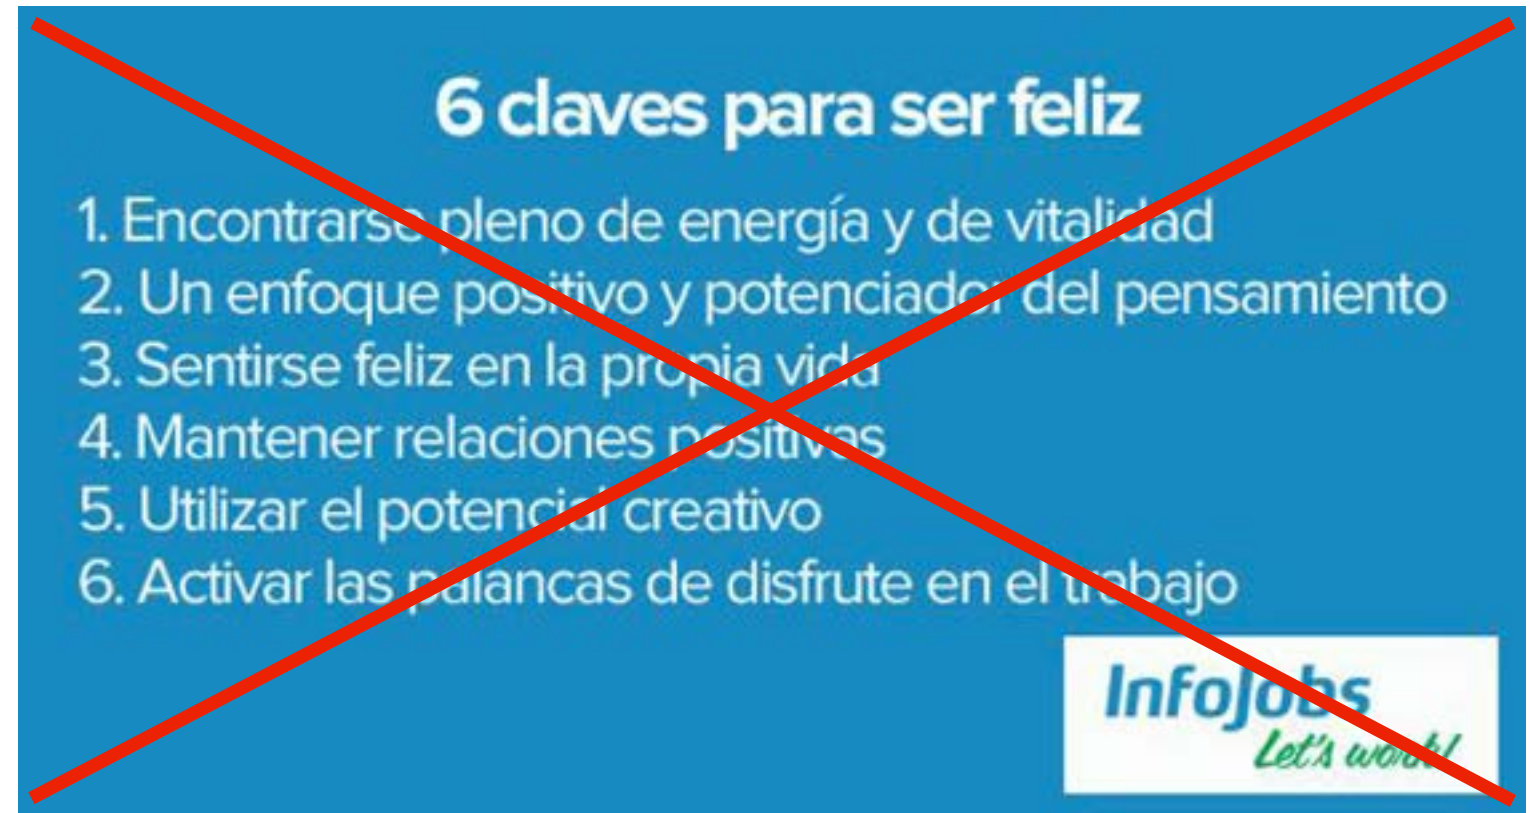 6 claves para ser feliz
1. Encontrarse pleno de energía y de vitalidad
2. Un enfoque positivo y potenciador del pensamiento
3. Sentirse feliz en la propia vida
4. Mantener relaciones positivas
5. Utilizar el potencial creativo
6. Activar las palancas de disfrute en el trabajo
InfoJobs
Let's work!